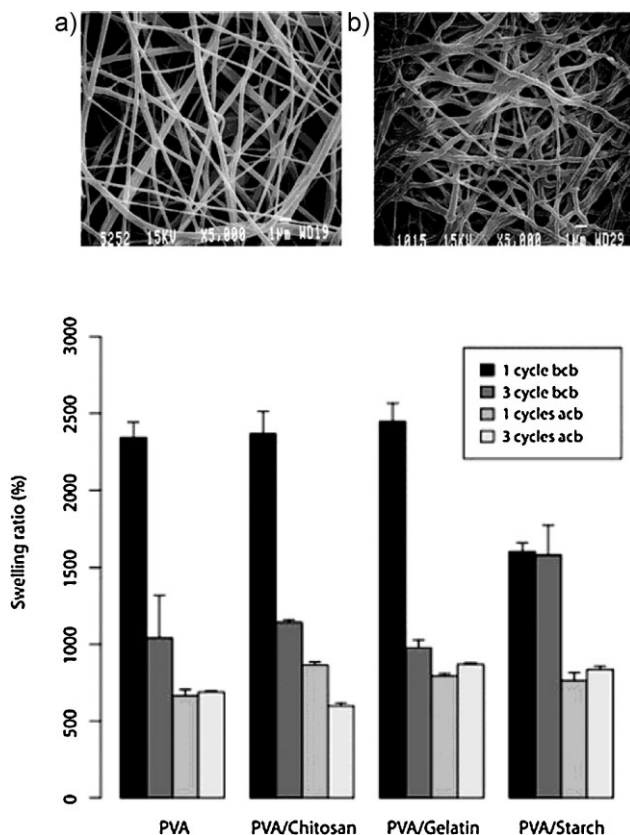 a)
b)
5252 15KV X5,000 1µm WD19
1015 15KV X5,000 1µm WD29
Swelling ratio (%)
3000
2500
2000
1500
1000
500
0
1 cycle bcb
3 cycle bcb
1 cycles acb
3 cycles acb
PVA
PVA/Chitosan
PVA/Gelatin
PVA/Starch